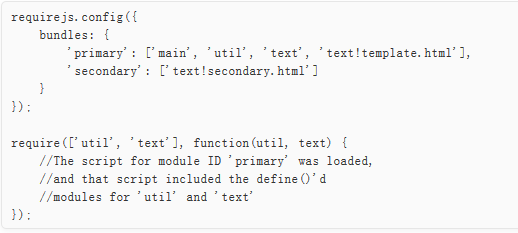 requirejs.config({
    bundles: {
        'primary': ['main', 'util', 'text', 'text!template.html'],
        'secondary': ['text!secondary.html']
    }
});

require(['util', 'text'], function(util, text) {
    //The script for module ID 'primary' was loaded,
    //and that script included the define()'d
    //modules for 'util' and 'text'
});